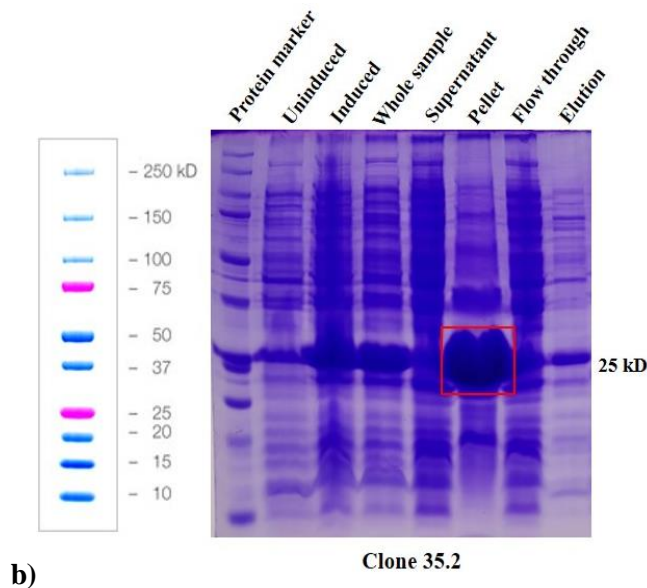 Protein marker
Uninduced
Induced
Whole sample
Supernatant
Pellet
Flow through
Elution
250 kD
150
100
75
50
37
25
20
15
10
25 kD
Clone 35.2
b)